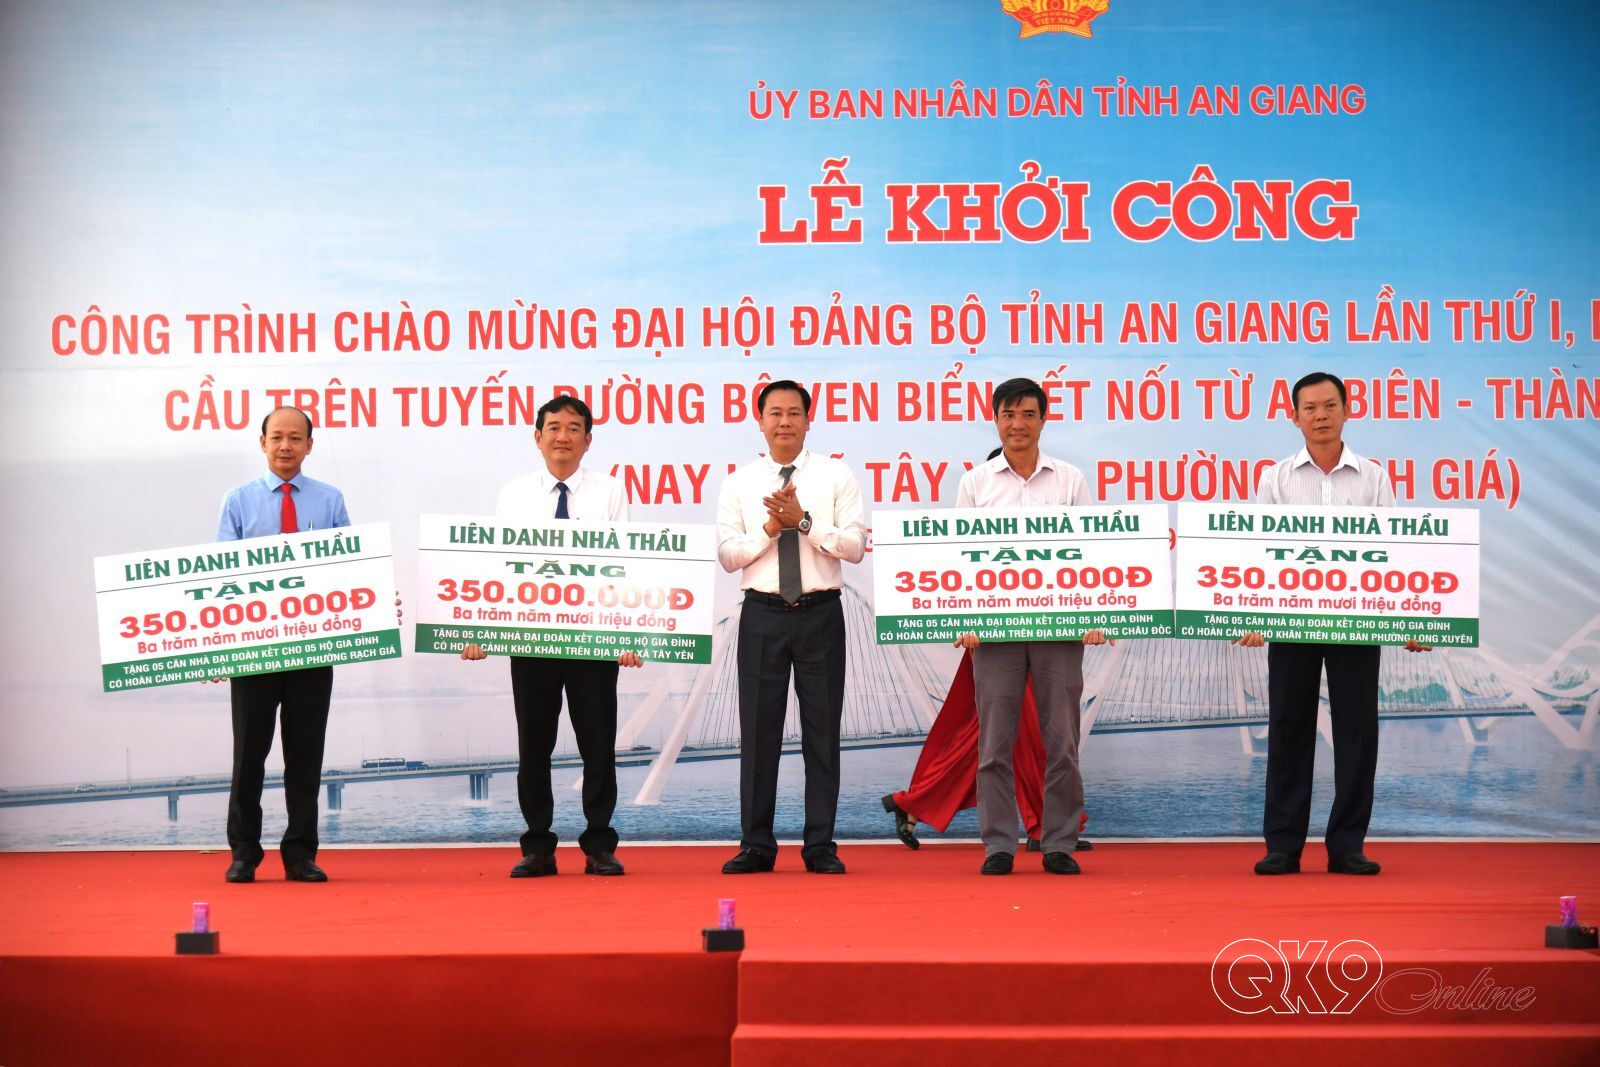 VIỆT NAM
ỦY BAN NHÂN DÂN TỈNH AN GIANG
LỄ KHỞI CÔNG
CÔNG TRÌNH CHÀO MỪNG ĐẠI HỘI ĐẢNG BỘ TỈNH AN GIANG LẦN THỨ I,
CẦU TRÊN TUYẾN ĐƯỜNG BỘ VEN BIỂN KẾT NỐI TỪ AN BIÊN - THÀN
(NAY TÂY PHƯỜNG GIÁ)
LIÊN DANH NHÀ THẦU
TẶNG
350.000.000Đ
Ba trăm năm mươi triệu đồng
TẶNG 05 CĂN NHÀ ĐẠI ĐOÀN KẾT CHO 05 HỘ GIA ĐÌNH
CÓ HOÀN CẢNH KHÓ KHĂN TRÊN ĐỊA BÀN PHƯỜNG RẠCH GIÁ
LIÊN DANH NHÀ THẦU
TẶNG
350.000.000Đ
Ba trăm năm mươi triệu đồng
TẶNG 05 CĂN NHÀ ĐẠI ĐOÀN KẾT CHO 05 HỘ GIA ĐÌNH
CÓ HOÀN CẢNH KHÓ KHĂN TRÊN ĐỊA BÀN XÃ TÂY YÊN
LIÊN DANH NHÀ THẦU
TẶNG
350.000.000Đ
Ba trăm năm mươi triệu đồng
TẶNG 05 CĂN NHÀ ĐẠI ĐOÀN KẾT CHO 05 HỘ GIA ĐÌNH
CÓ HOÀN CẢNH KHÓ KHĂN TRÊN ĐỊA BÀN PHƯỜNG CHÂU ĐỐC
LIÊN DANH NHÀ THẦU
TẶNG
350.000.000Đ
Ba trăm năm mươi triệu đồng
TẶNG 05 CĂN NHÀ ĐẠI ĐOÀN KẾT CHO 05 HỘ GIA ĐÌNH
CÓ HOÀN CẢNH KHÓ KHĂN TRÊN ĐỊA BÀN PHƯỜNG LONG XUYÊN
QK9 Online